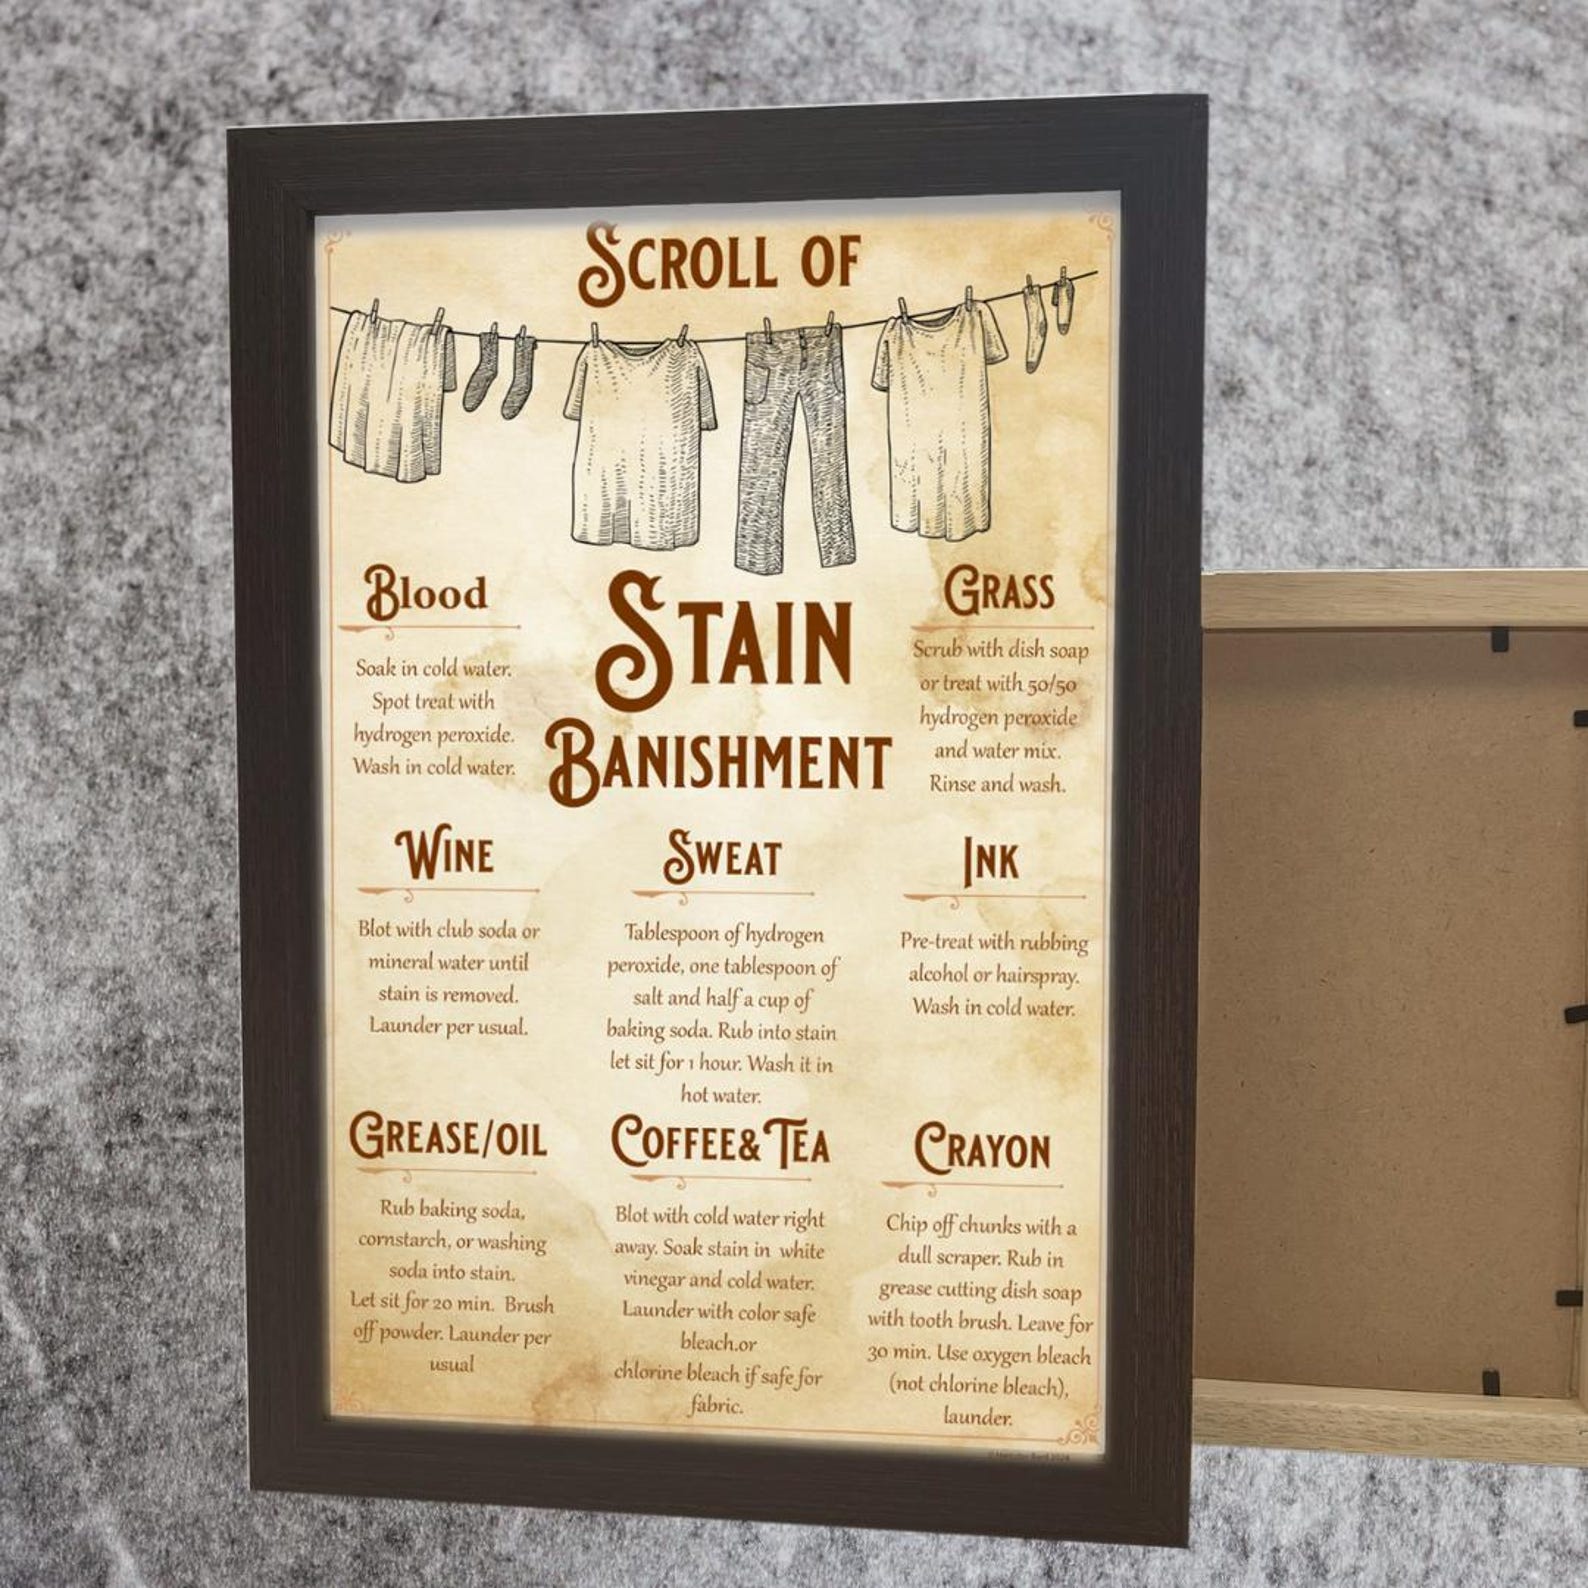 Scroll of
Stain
Banishment
Blood
Soak in cold water.
Spot treat with
hydrogen peroxide.
Wash in cold water.
Grass
Scrub with dish soap
or treat with 50/50
hydrogen peroxide
and water mix.
Rinse and wash.
Wine
Blot with club soda or
mineral water until
stain is removed.
Launder per usual.
Sweat
Tablespoon of hydrogen
peroxide, one tablespoon of
salt and half a cup of
baking soda. Rub into stain
let sit for 1 hour. Wash it in
hot water.
Ink
Pre-treat with rubbing
alcohol or hairspray.
Wash in cold water.
Grease/oil
Rub baking soda,
cornstarch, or washing
soda into stain.
Let sit for 20 min. Brush
off powder. Launder per
usual
Coffee & Tea
Blot with cold water right
away. Soak stain in white
vinegar and cold water.
Launder with color safe
bleach.or
chlorine bleach if safe for
fabric.
Crayon
Chip off chunks with a
dull scraper. Rub in
grease cutting dish soap
with tooth brush. Leave for
30 min. Use oxygen bleach
(not chlorine bleach),
launder.